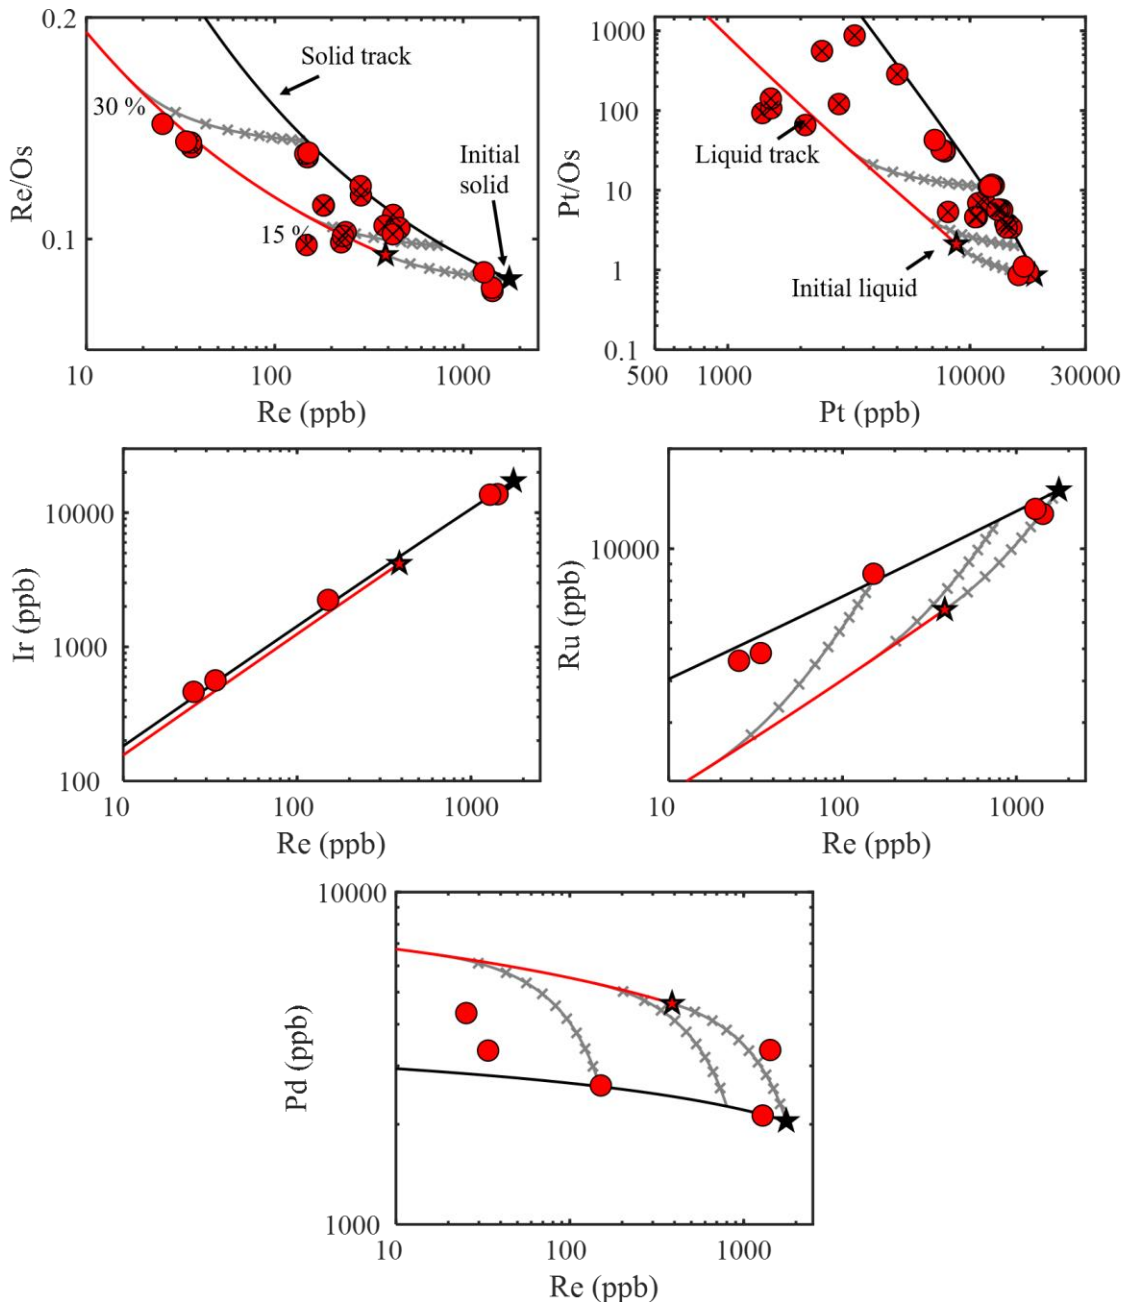 0.2
Solid track
30 %
Initial
solid
Re/Os
0.1
15 %
10
100
1000
Re (ppb)
1000
100
Liquid track
Pt/Os
10
1
Initial liquid
0.1
500
1000
10000
30000
Pt (ppb)
10000
Ir (ppb)
1000
100
10
100
1000
Re (ppb)
10000
Ru (ppb)
10
100
1000
Re (ppb)
10000
Pd (ppb)
1000
10
100
1000
Re (ppb)